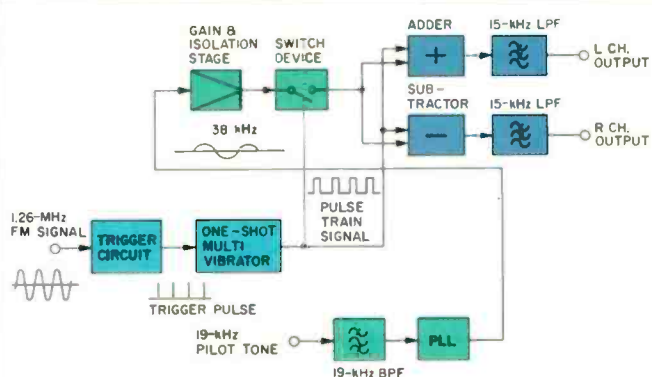 GAIN &
ISOLATION
STAGE
SWITCH
DEVICE
ADDER
+
15-kHz LPF
L CH.
OUTPUT
SUB-
TRACTOR
–
15-kHz LPF
R CH.
OUTPUT
38 kHz
PULSE
TRAIN
SIGNAL
1.26-MHz
FM SIGNAL
TRIGGER
CIRCUIT
ONE-SHOT
MULTI
VIBRATOR
TRIGGER PULSE
19-kHz
PILOT TONE
19-kHz BPF
PLL